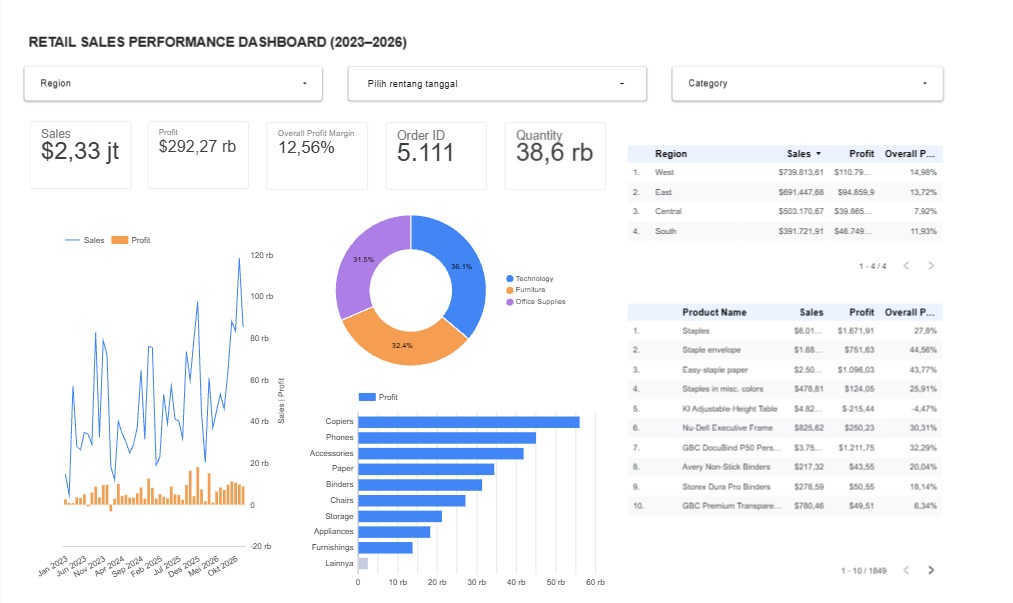 RETAIL SALES PERFORMANCE DASHBOARD (2023–2026)
Region
Pilih rentang tanggal
Category
Sales
$2,33 jt
Profit
$292,27 rb
Overall Profit Margin
12,56%
Order ID
5.111
Quantity
38,6 rb
Region Sales Profit Overall P...
1. West $739.813,61 $110.79... 14,98%
2. East $691.447,68 $94.859,9 13,72%
3. Central $503.170,67 $39.865... 7,92%
4. South $391.721,91 $46.749... 11,93%
1 - 4 / 4
Sales Profit
120 rb
100 rb
80 rb
60 rb
40 rb
20 rb
0
-20 rb
Sales | Profit
Jan 2023
Jun 2023
Nov 2023
Apr 2024
Sep 2024
Feb 2025
Jul 2025
Des 2025
Mei 2026
Okt 2026
31.5%
36.1%
32.4%
Technology
Furniture
Office Supplies
Profit
Copiers
Phones
Accessories
Paper
Binders
Chairs
Storage
Appliances
Furnishings
Lainnya
0 10 rb 20 rb 30 rb 40 rb 50 rb 60 rb
Product Name Sales Profit Overall P...
1. Staples $6.01... $1.671,91 27,8%
2. Staple envelope $1.68... $751,63 44,56%
3. Easy-staple paper $2.50... $1.096,03 43,77%
4. Staples in misc. colors $478,81 $124,05 25,91%
5. KI Adjustable-Height Table $4.82... $-215,44 -4,47%
6. Nu-Dell Executive Frame $825,62 $250,23 30,31%
7. GBC DocuBind P50 Pers... $3.75... $1.211,75 32,29%
8. Avery Non-Stick Binders $217,32 $43,55 20,04%
9. Storex Dura Pro Binders $278,59 $50,55 18,14%
10. GBC Premium Transpare... $780,46 $49,51 6,34%
1 - 10 / 1849